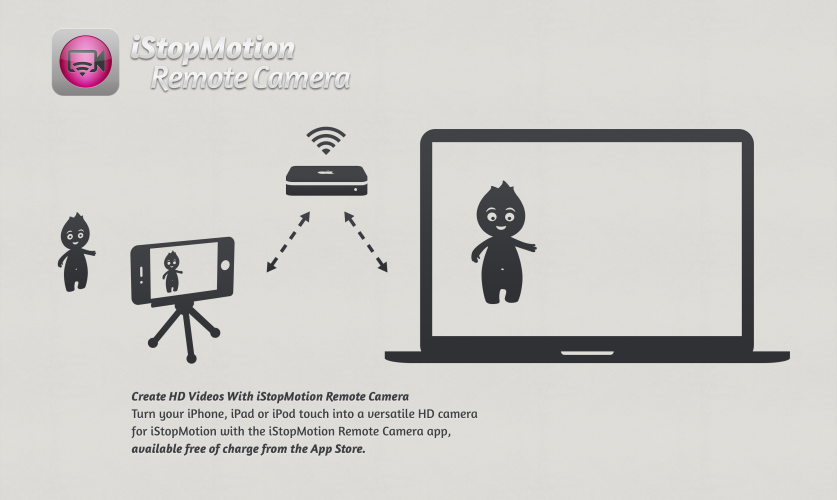 iStopMotion
Remote Camera
Create HD Videos With iStopMotion Remote Camera
Turn your iPhone, iPad or iPod touch into a versatile HD camera
for iStopMotion with the iStopMotion Remote Camera app,
available free of charge from the App Store.